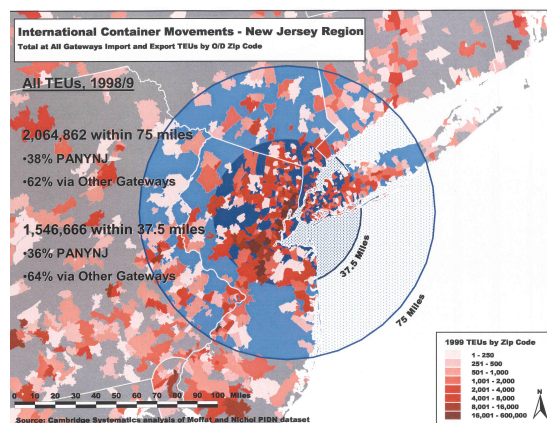 International Container Movements - New Jersey Region
Total at All Gateways Import and Export TEUs by O/D Zip Code
All TEUs, 1998/9
2,064,862 within 75 miles
•38% PANYNJ
•62% via Other Gateways
1,546,666 within 37.5 miles
•36% PANYNJ
•64% via Other Gateways
37.5 Miles
75 Miles
1999 TEUs by Zip Code
1 - 250
251 - 500
501 - 1,000
1,001 - 2,000
2,001 - 4,000
4,001 - 8,000
8,001 - 16,000
16,001 - 600,000
N
0 10 20 30 40 50 60 70 80 90 100 Miles
Source: Cambridge Systematics analysis of Moffat and Nichol PIDN dataset